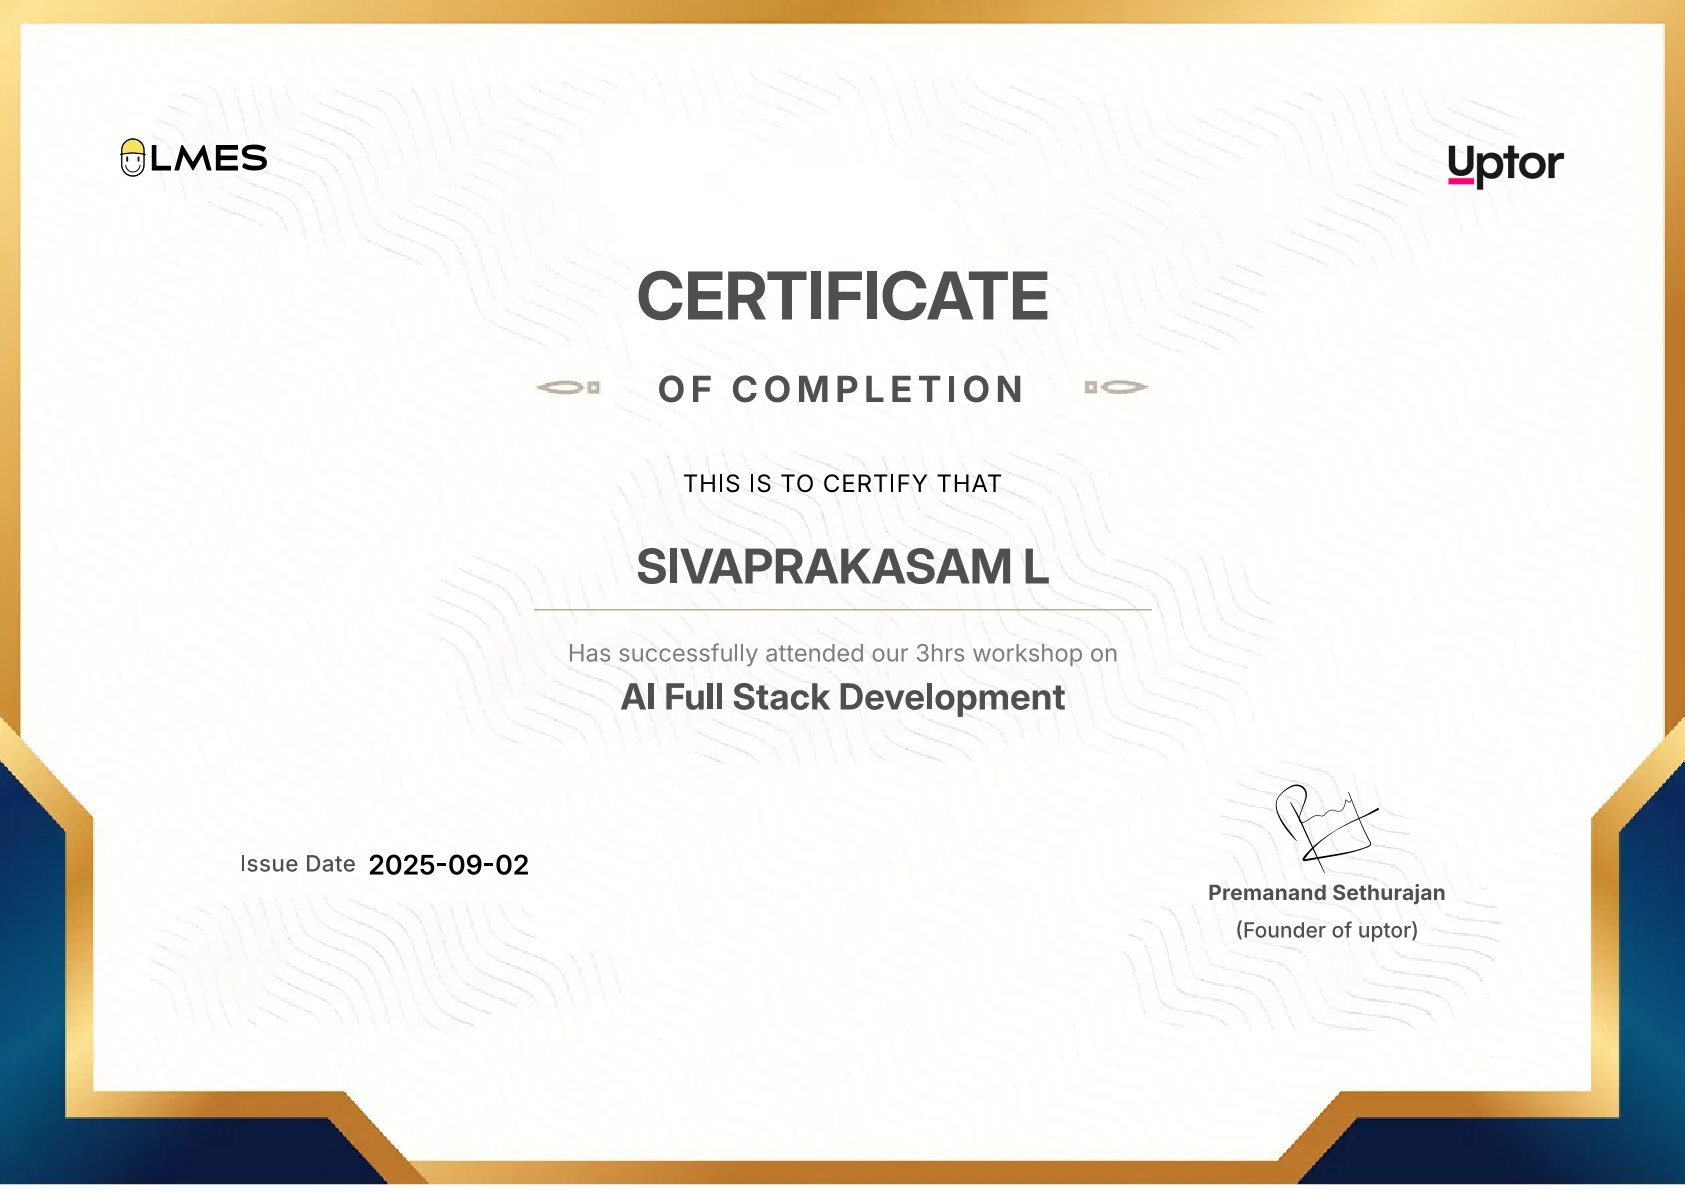 LMES
Uptor
CERTIFICATE
OF COMPLETION
THIS IS TO CERTIFY THAT
SIVAPRAKASAM L
Has successfully attended our 3hrs workshop on
AI Full Stack Development
Issue Date 2025-09-02
Premanand Sethurajan
(Founder of uptor)